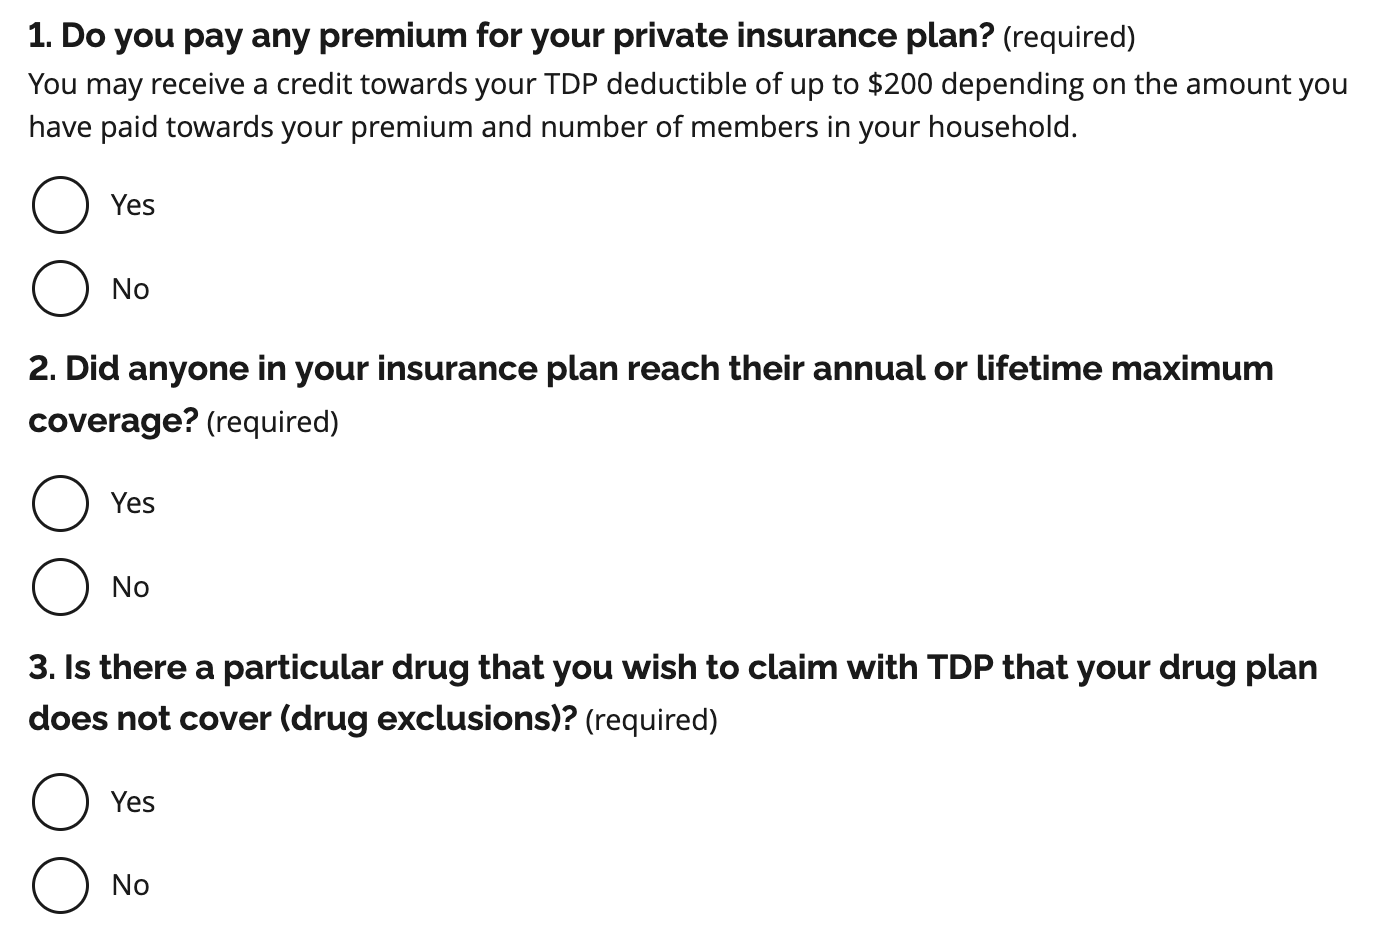 1. Do you pay any premium for your private insurance plan? (required)
You may receive a credit towards your TDP deductible of up to $200 depending on the amount you
have paid towards your premium and number of members in your household.
Yes
No
2. Did anyone in your insurance plan reach their annual or lifetime maximum
coverage? (required)
Yes
No
3. Is there a particular drug that you wish to claim with TDP that your drug plan
does not cover (drug exclusions)? (required)
Yes
No